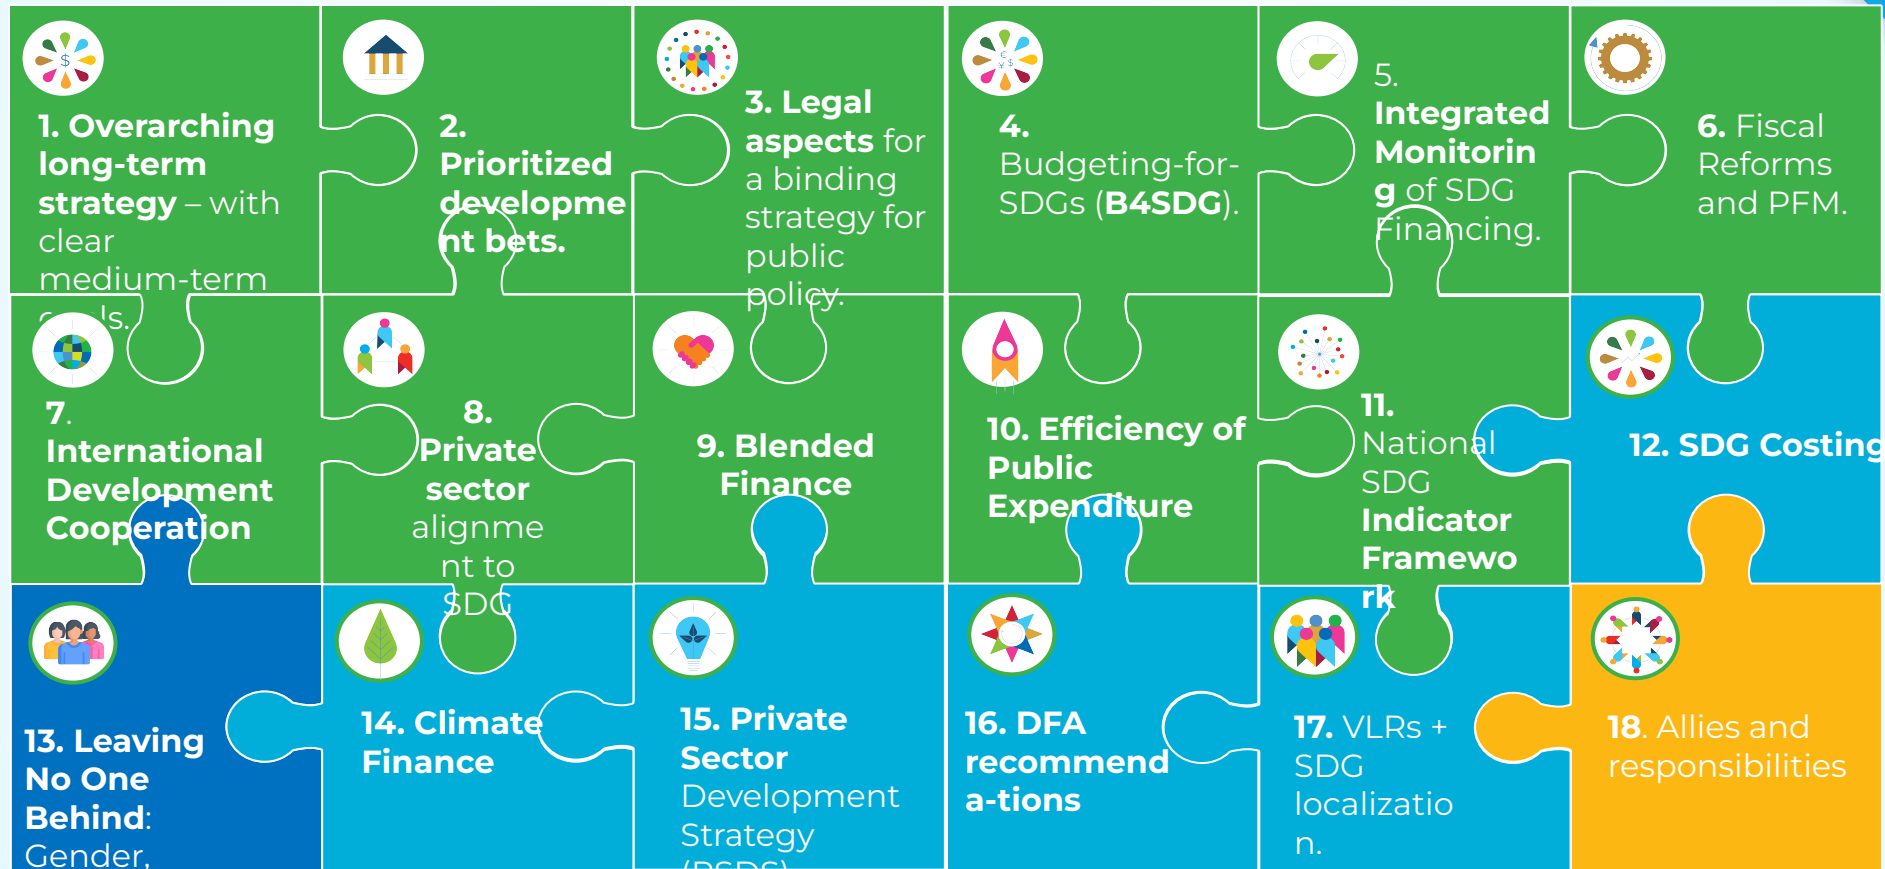 1. Overarching
long-term
strategy – with
clear
medium-term
2.
Prioritized
developme
nt bets.
3. Legal
aspects for
a binding
strategy for
public
policy.
4.
Budgeting-for-
SDGs (B4SDG).
5.
Integrated
Monitorin
g of SDG
Financing.
6. Fiscal
Reforms
and PFM.
7.
International
Development
Cooperation
8.
Private
sector
alignme
nt to
SDG
9. Blended
Finance
10. Efficiency of
Public
Expenditure
11.
National
SDG
Indicator
Framewo
rk
12. SDG Costing
13. Leaving
No One
Behind:
Gender,
14. Climate
Finance
15. Private
Sector
Development
Strategy
(PSDS)
16. DFA
recommend
a-tions
17. VLRs +
SDG
localizatio
n.
18. Allies and
responsibilities